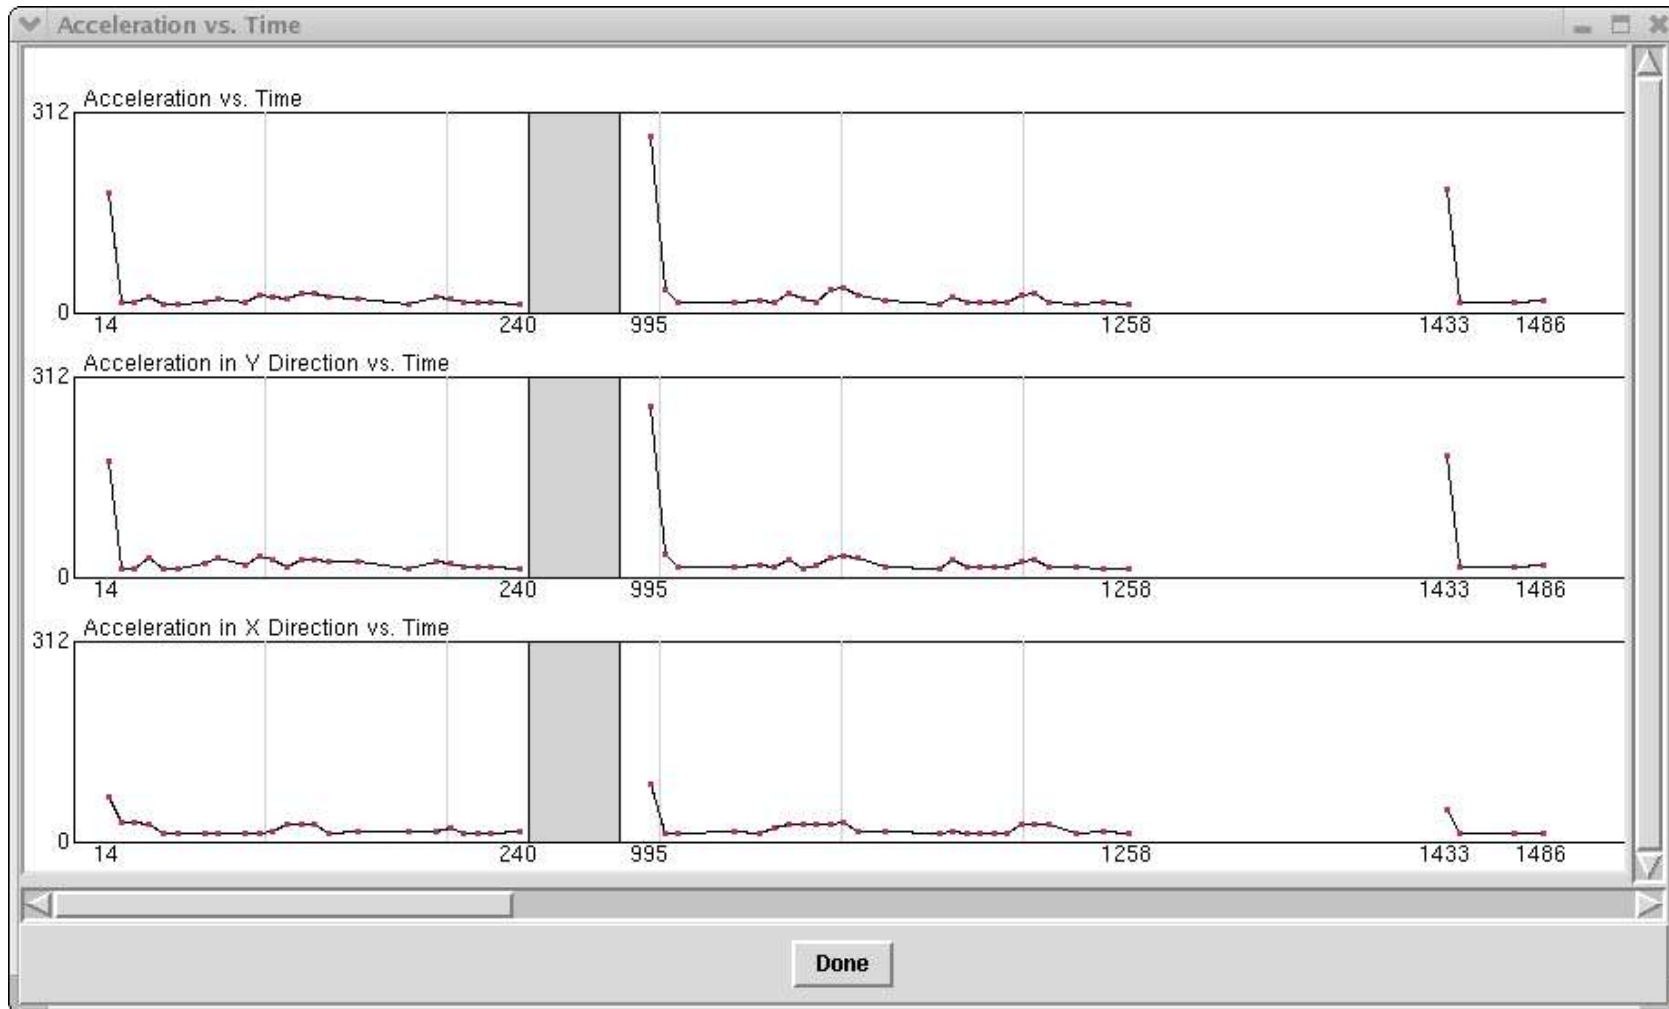 Acceleration vs. Time
Acceleration vs. Time
312
0
14 240 995 1258 1433 1486
Acceleration in Y Direction vs. Time
312
0
14 240 995 1258 1433 1486
Acceleration in X Direction vs. Time
312
0
14 240 995 1258 1433 1486
Done